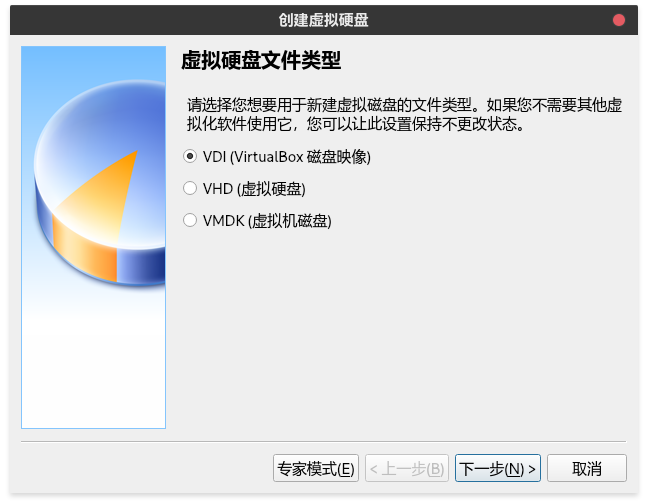 创建虚拟硬盘
虚拟硬盘文件类型
请选择您想要用于新建虚拟磁盘的文件类型。如果您不需要其他虚
拟化软件使用它，您可以让此设置保持不更改状态。
VDI (VirtualBox 磁盘映像)
VHD (虚拟硬盘)
VMDK (虚拟机磁盘)
专家模式(E) < 上一步(B) 下一步(N) > 取消